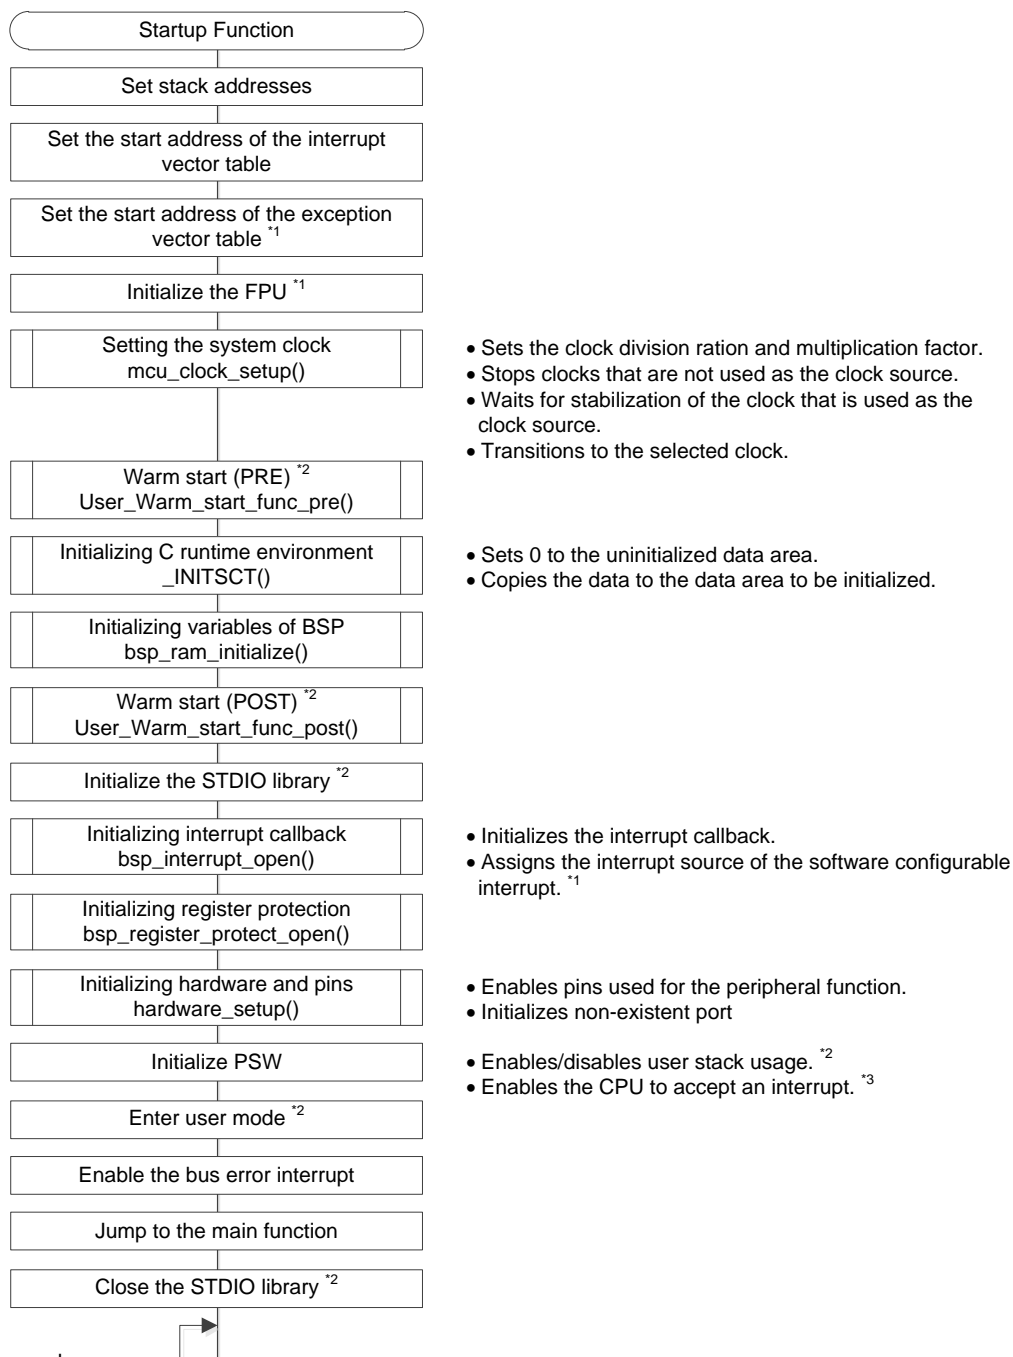 Startup Function
Set stack addresses
Set the start address of the interrupt
vector table
Set the start address of the exception
vector table *1
Initialize the FPU *1
Setting the system clock
mcu_clock_setup()
• Sets the clock division ration and multiplication factor.
• Stops clocks that are not used as the clock source.
• Waits for stabilization of the clock that is used as the
clock source.
• Transitions to the selected clock.
Warm start (PRE) *2
User_Warm_start_func_pre()
Initializing C runtime environment
_INITSCT()
• Sets 0 to the uninitialized data area.
• Copies the data to the data area to be initialized.
Initializing variables of BSP
bsp_ram_initialize()
Warm start (POST) *2
User_Warm_start_func_post()
Initialize the STDIO library *2
Initializing interrupt callback
bsp_interrupt_open()
• Initializes the interrupt callback.
• Assigns the interrupt source of the software configurable
interrupt. *1
Initializing register protection
bsp_register_protect_open()
Initializing hardware and pins
hardware_setup()
• Enables pins used for the peripheral function.
• Initializes non-existent port
Initialize PSW
• Enables/disables user stack usage. *2
• Enables the CPU to accept an interrupt. *3
Enter user mode *2
Enable the bus error interrupt
Jump to the main function
Close the STDIO library *2